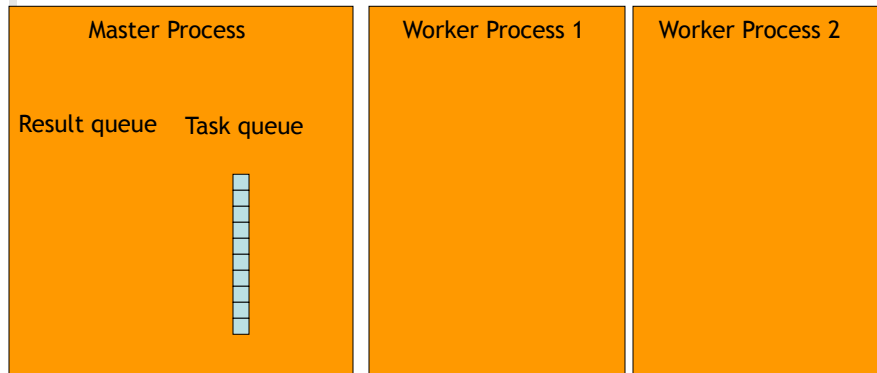 Master Process
Worker Process 1
Worker Process 2
Result queue
Task queue